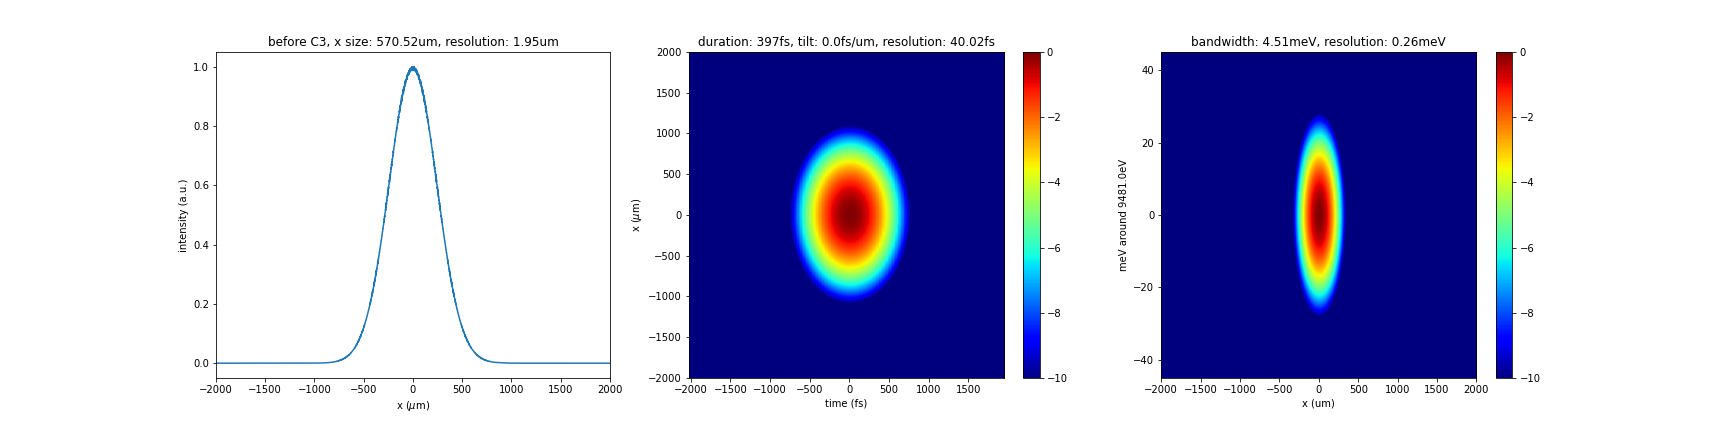 before C3, x size: 570.52um, resolution: 1.95um
1.0
0.8
0.6
0.4
0.2
0.0
intensity (a.u.)
−2000 −1500 −1000 −500 0 500 1000 1500 2000
x (μm)
duration: 397fs, tilt: 0.0fs/um, resolution: 40.02fs
2000
1500
1000
500
0
−500
−1000
−1500
−2000
x (μm)
−2000 −1500 −1000 −500 0 500 1000 1500
time (fs)
0
−2
−4
−6
−8
−10
bandwidth: 4.51meV, resolution: 0.26meV
40
20
0
−20
−40
meV around 9481.0eV
−2000 −1500 −1000 −500 0 500 1000 1500 2000
x (um)
0
−2
−4
−6
−8
−10